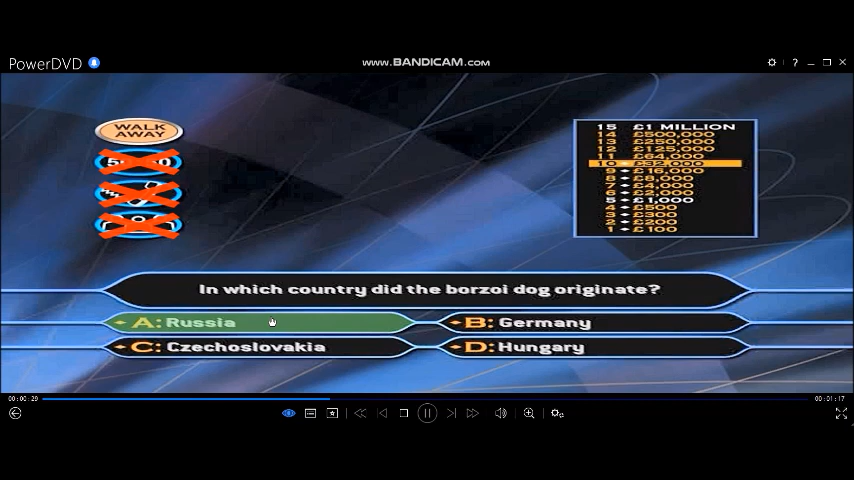 PowerDVD
www.BANDICAM.com
WALK
AWAY
15 £1 MILLION
14 £500,000
13 £250,000
12 £125,000
11 £64,000
10 £32,000
9 £16,000
8 £8,000
7 £4,000
6 £2,000
5 £1,000
4 £500
3 £300
2 £200
1 £100
In which country did the borzoi dog originate?
A: Russia
B: Germany
C: Czechoslovakia
D: Hungary
00:00:29
00:01:17